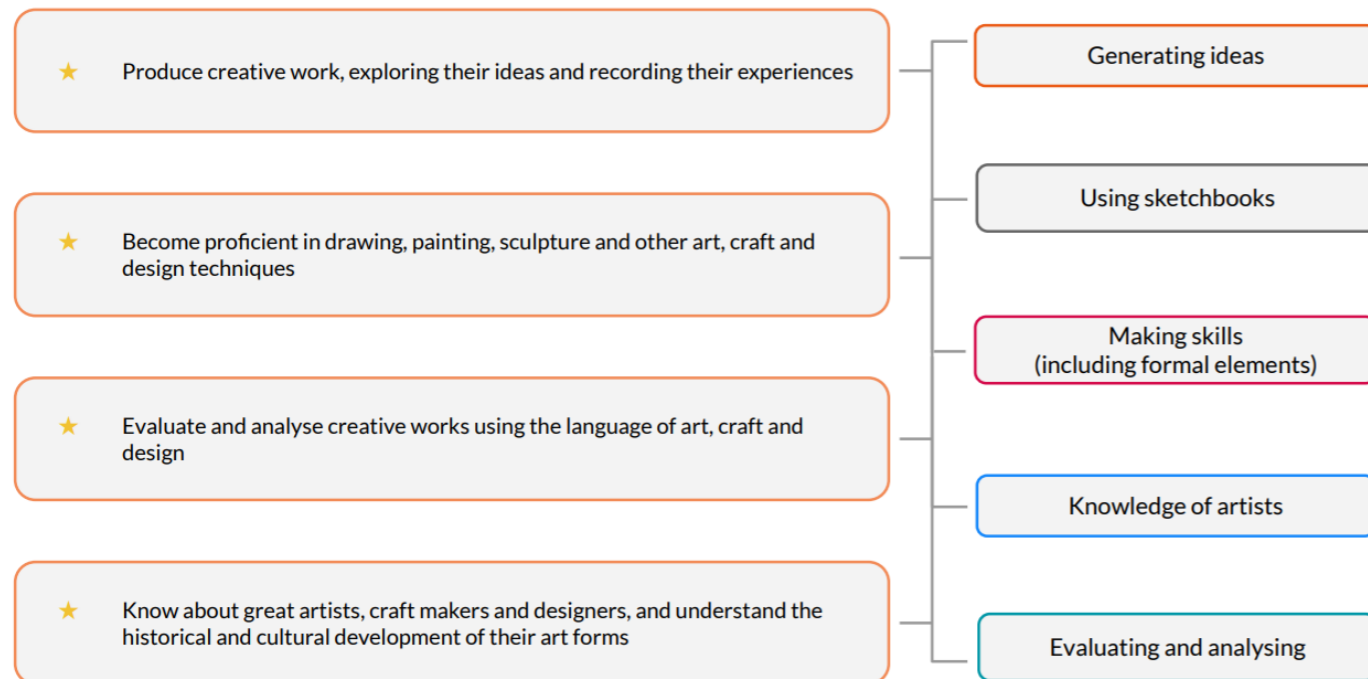 Produce creative work, exploring their ideas and recording their experiences
Become proficient in drawing, painting, sculpture and other art, craft and
design techniques
Evaluate and analyse creative works using the language of art, craft and
design
Know about great artists, craft makers and designers, and understand the
historical and cultural development of their art forms
Generating ideas
Using sketchbooks
Making skills
(including formal elements)
Knowledge of artists
Evaluating and analysing